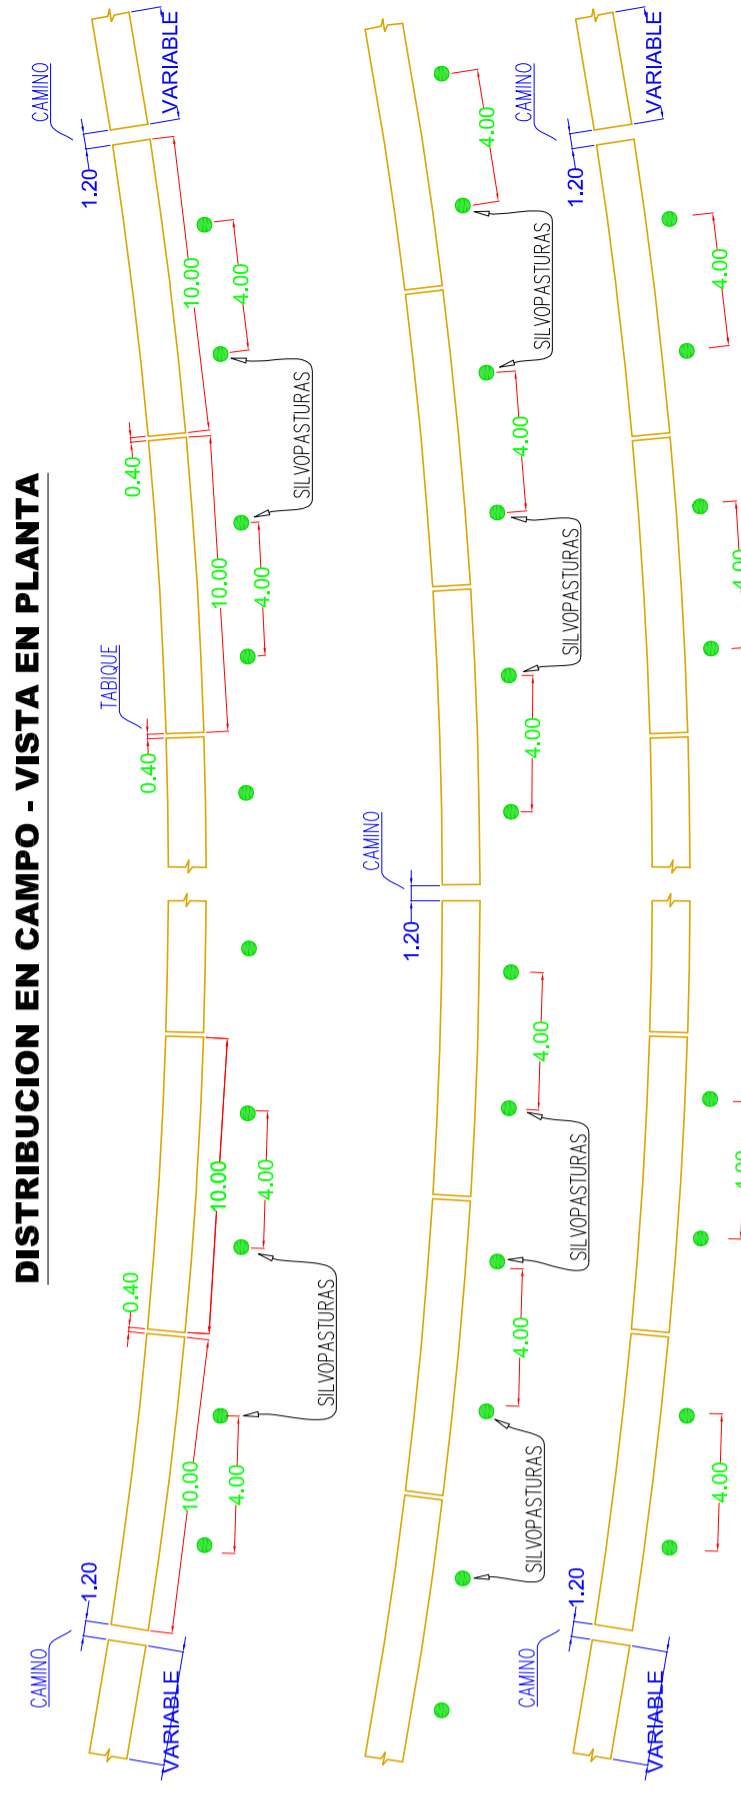 DISTRIBUCION EN CAMPO - VISTA EN PLANTA
CAMINO
1.20
VARIABLE
10.00
4.00
SILVOPASTURAS
0.40
10.00
4.00
TABIQUE
0.40
10.00
4.00
0.40
SILVOPASTURAS
10.00
4.00
CAMINO
1.20
VARIABLE
4.00
SILVOPASTURAS
4.00
SILVOPASTURAS
4.00
CAMINO
1.20
4.00
SILVOPASTURAS
4.00
SILVOPASTURAS
CAMINO
1.20
VARIABLE
4.00
4.00
CAMINO
1.20
VARIABLE